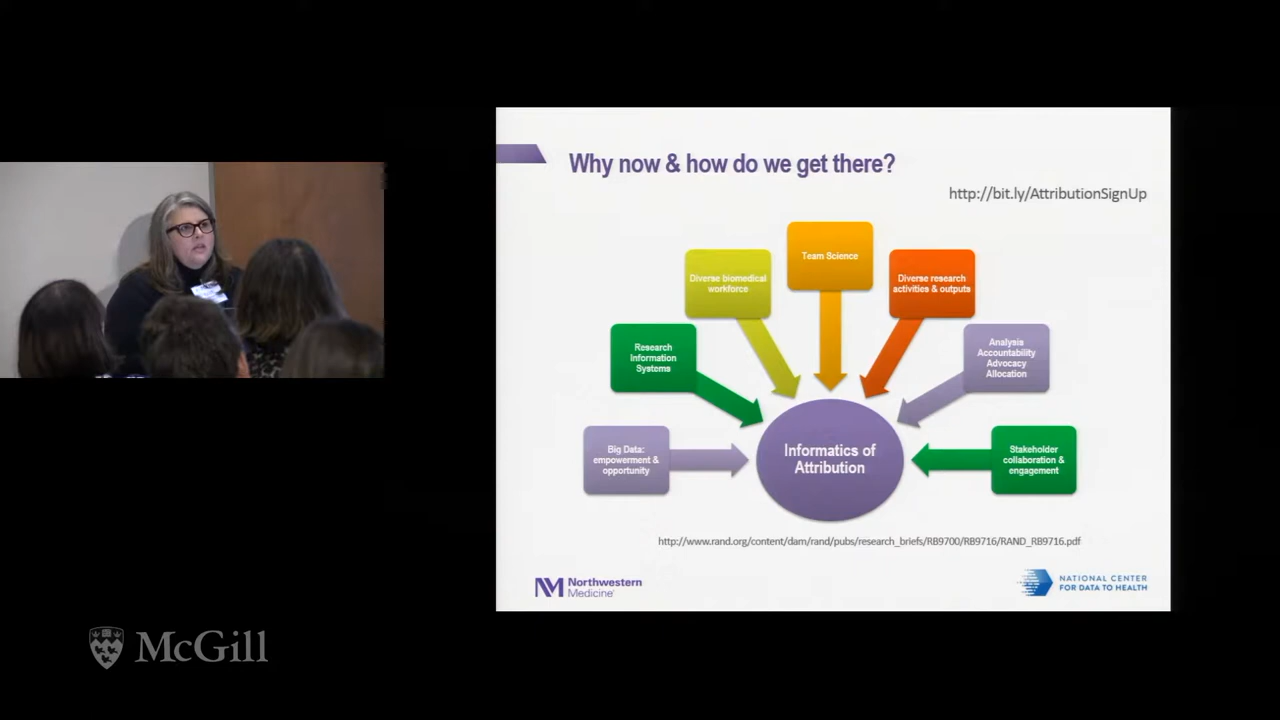 Why now & how do we get there?
http://bit.ly/AttributionSignUp
Team Science
Diverse biomedical
workforce
Diverse research
activities & outputs
Research
Information
Systems
Analysis
Accountability
Advocacy
Allocation
Big Data:
empowerment &
opportunity
Informatics of
Attribution
Stakeholder
collaboration &
engagement
http://www.rand.org/content/dam/rand/pubs/research_briefs/RB9700/RB9716/RAND_RB9716.pdf
NM Northwestern
Medicine
NATIONAL CENTER
FOR DATA TO HEALTH
McGill